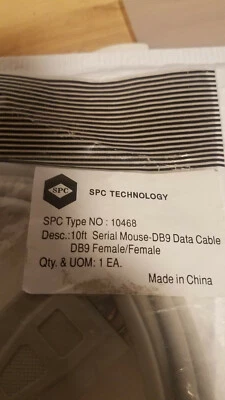 SPC
SPC TECHNOLOGY
SPC Type NO : 10468
Desc.:10ft Serial Mouse-DB9 Data Cable
DB9 Female/Female
Qty. & UOM: 1 EA.
Made in China